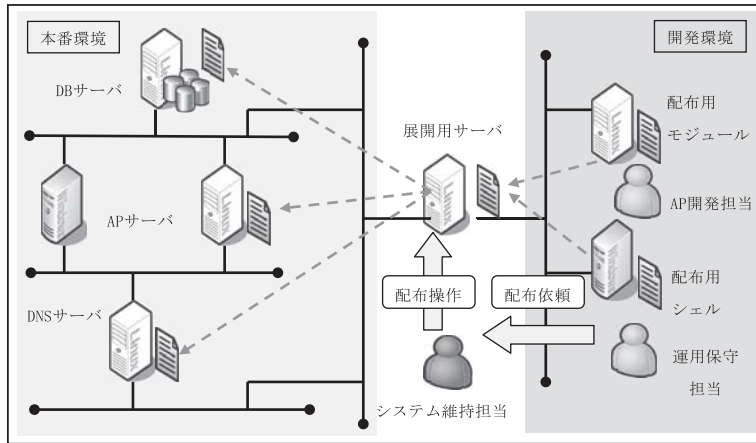 本番環境
開発環境
DBサーバ
展開用サーバ
配布用
モジュール
AP開発担当
APサーバ
配布操作
配布依頼
配布用
シェル
DNSサーバ
運用保守
担当
システム維持担当